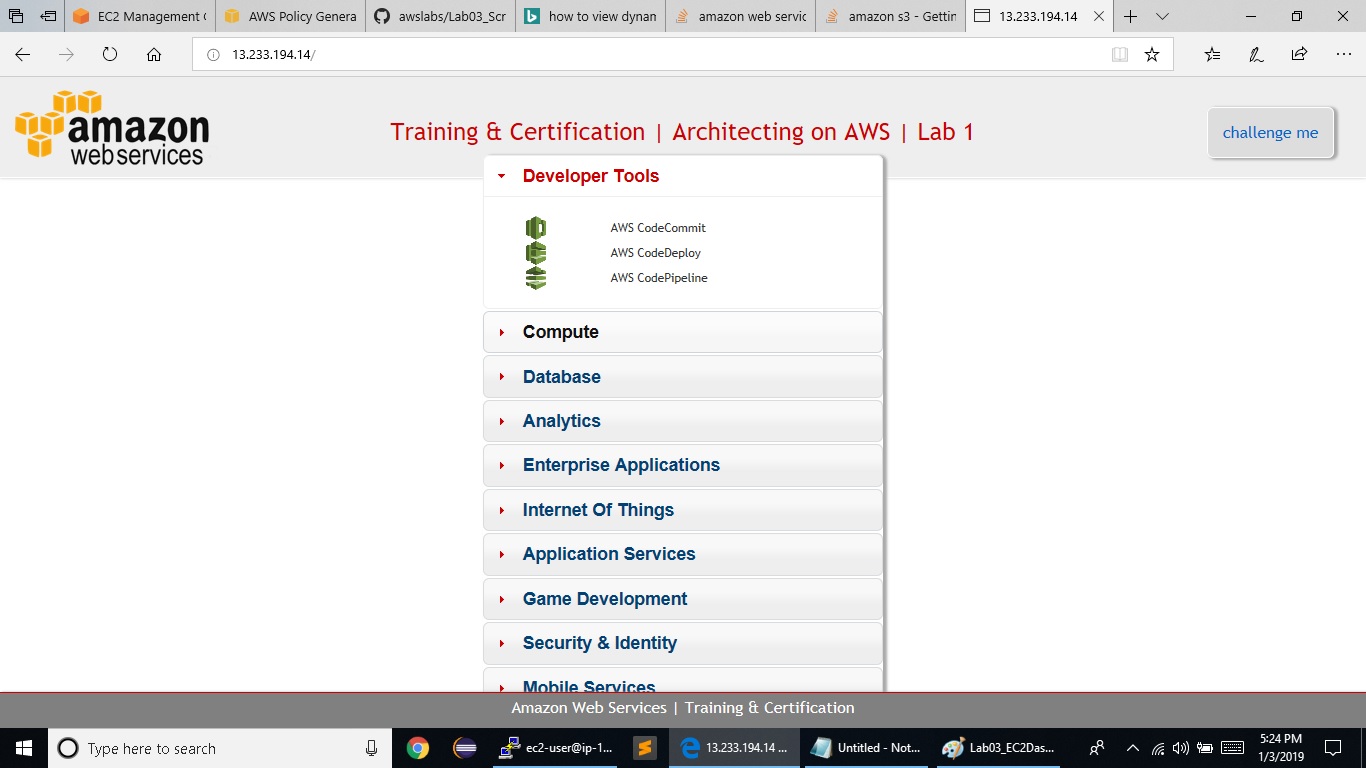 EC2 Management C
AWS Policy Genera
awslabs/Lab03_Scr
how to view dynam
amazon web servic
amazon s3 - Gettin
13.233.194.14
13.233.194.14/
amazon
webservices
Training & Certification | Architecting on AWS | Lab 1
challenge me
Developer Tools
AWS CodeCommit
AWS CodeDeploy
AWS CodePipeline
Compute
Database
Analytics
Enterprise Applications
Internet Of Things
Application Services
Game Development
Security & Identity
Mobile Services
Amazon Web Services | Training & Certification
Type here to search
ec2-user@ip-1...
13.233.194.14 ...
Untitled - Not...
Lab03_EC2Das...
5:24 PM
1/3/2019